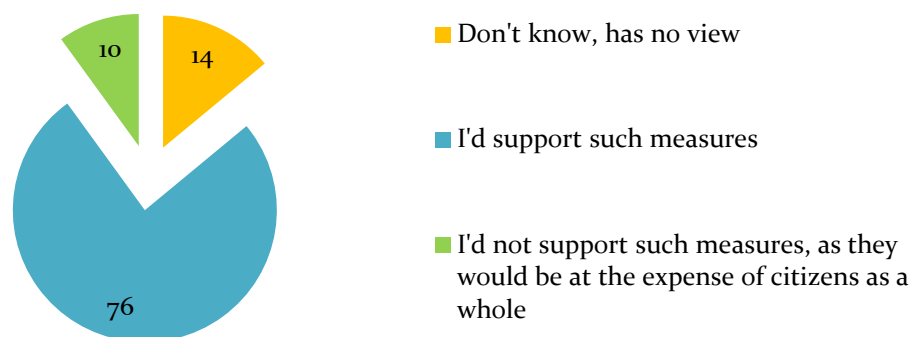 10
14
76
Don't know, has no view
I'd support such measures
I'd not support such measures, as they
would be at the expense of citizens as a
whole